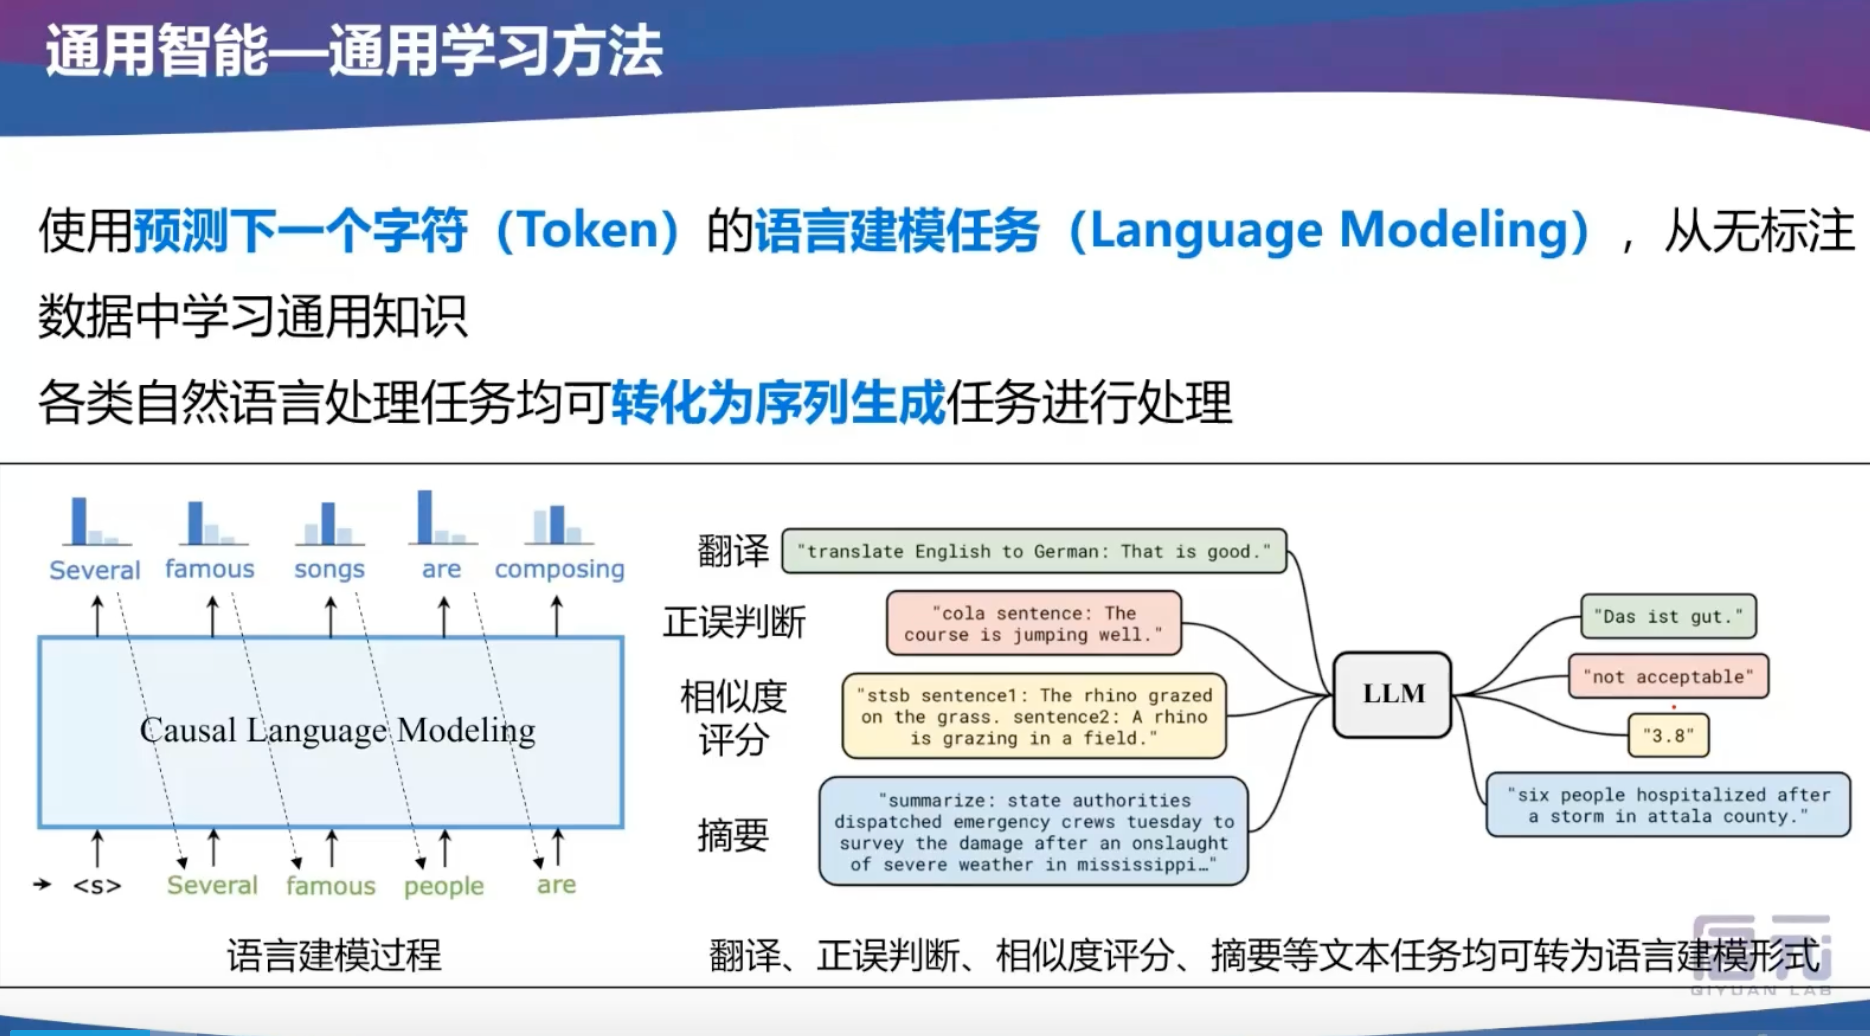 通用智能—通用学习方法
使用预测下一个字符（Token）的语言建模任务（Language Modeling），从无标注
数据中学习通用知识
各类自然语言处理任务均可转化为序列生成任务进行处理
Several famous songs are composing
Causal Language Modeling
<s> Several famous people are
语言建模过程
翻译
"translate English to German: That is good."
正误判断
"cola sentence: The
course is jumping well."
相似度
评分
"stsb sentence1: The rhino grazed
on the grass. sentence2: A rhino
is grazing in a field."
摘要
"summarize: state authorities
dispatched emergency crews tuesday to
survey the damage after an onslaught
of severe weather in mississippi…"
LLM
"Das ist gut."
"not acceptable"
"3.8"
"six people hospitalized after
a storm in attala county."
翻译、正误判断、相似度评分、摘要等文本任务均可转为语言建模形式
启元
QIYUAN LAB